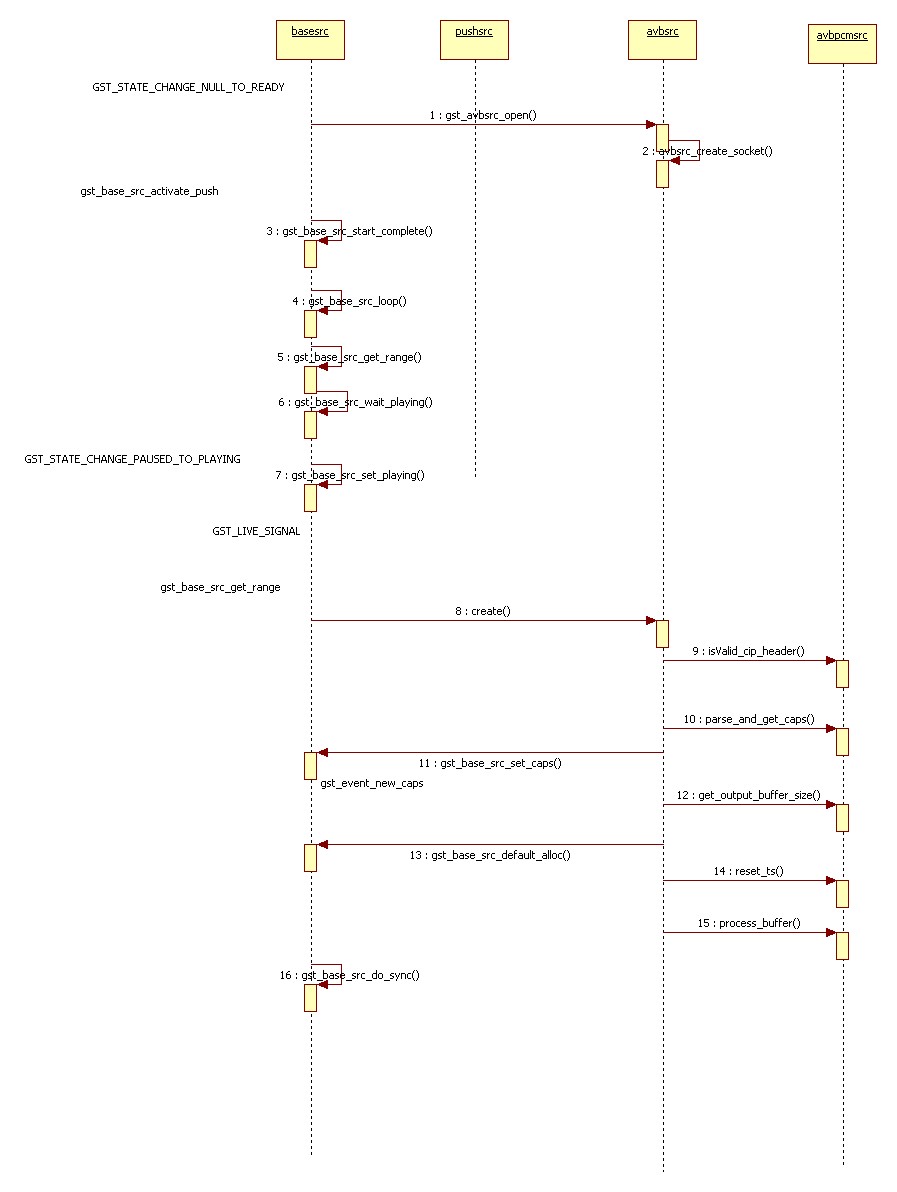 basesrc
pushsrc
avbsrc
avbpcmsrc
GST_STATE_CHANGE_NULL_TO_READY
1 : gst_avbsrc_open()
2 : avbsrc_create_socket()
gst_base_src_activate_push
3 : gst_base_src_start_complete()
4 : gst_base_src_loop()
5 : gst_base_src_get_range()
6 : gst_base_src_wait_playing()
GST_STATE_CHANGE_PAUSED_TO_PLAYING
7 : gst_base_src_set_playing()
GST_LIVE_SIGNAL
gst_base_src_get_range
8 : create()
9 : isValid_cip_header()
10 : parse_and_get_caps()
11 : gst_base_src_set_caps()
gst_event_new_caps
12 : get_output_buffer_size()
13 : gst_base_src_default_alloc()
14 : reset_ts()
15 : process_buffer()
16 : gst_base_src_do_sync()